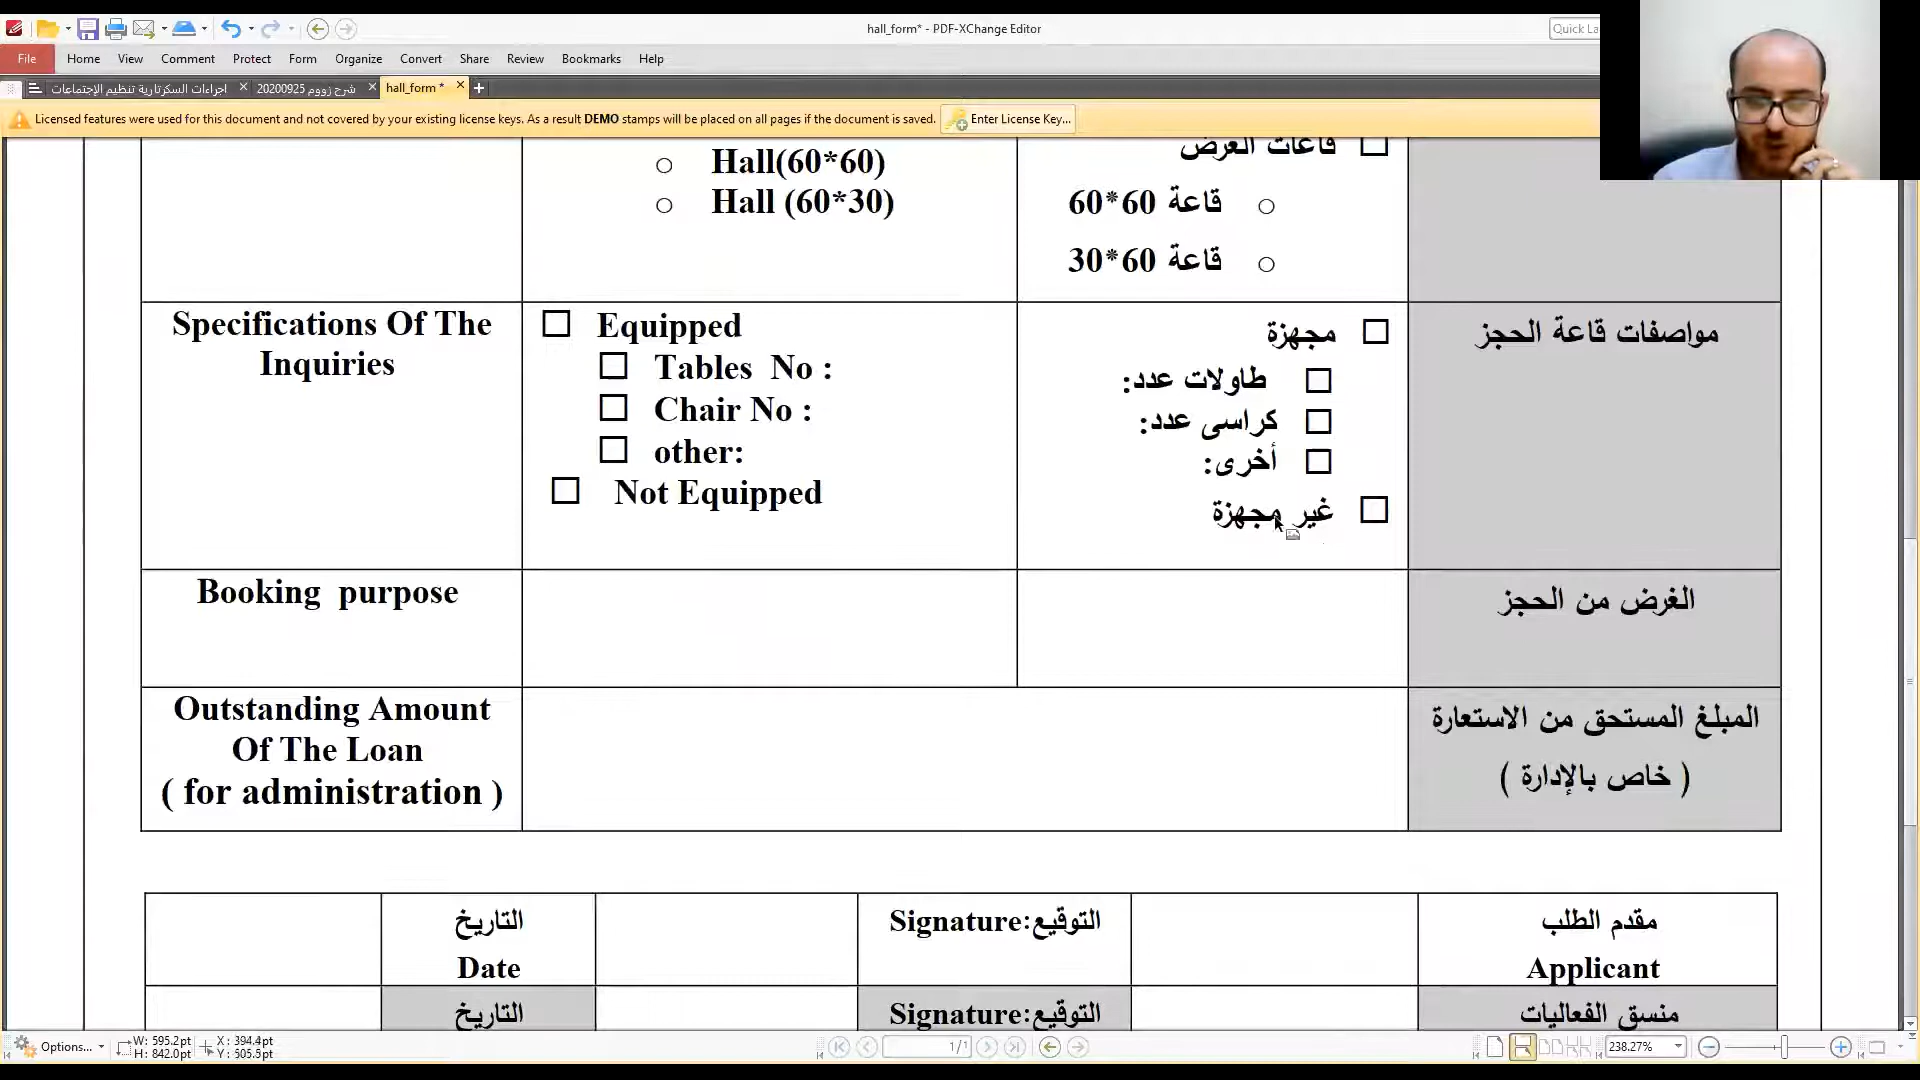 hall_form* - PDF-XChange Editor
Quick La
File Home View Comment Protect Form Organize Convert Share Review Bookmarks Help
اجراءات السكرتارية تنظيم الإجتماعات
شرح زووم 20200925
hall_form *
Licensed features were used for this document and not covered by your existing license keys. As a result DEMO stamps will be placed on all pages if the document is saved.
Enter License Key...
Hall(60*60)
Hall (60*30)
قاعات العرض
قاعة 60*60
قاعة 60*30
Specifications Of The
Inquiries
Equipped
Tables No :
Chair No :
other:
Not Equipped
مجهزة
طاولات عدد:
كراسى عدد:
أخرى:
غير مجهزة
مواصفات قاعة الحجز
Booking purpose
الغرض من الحجز
Outstanding Amount
Of The Loan
( for administration )
المبلغ المستحق من الاستعارة
( خاص بالإدارة )
التاريخ
Date
Signature:التوقيع
مقدم الطلب
Applicant
التاريخ
Signature:التوقيع
منسق الفعاليات
Options...
W: 595.2pt
H: 842.0pt
X : 394.4pt
Y : 505.5pt
1/1
238.27%